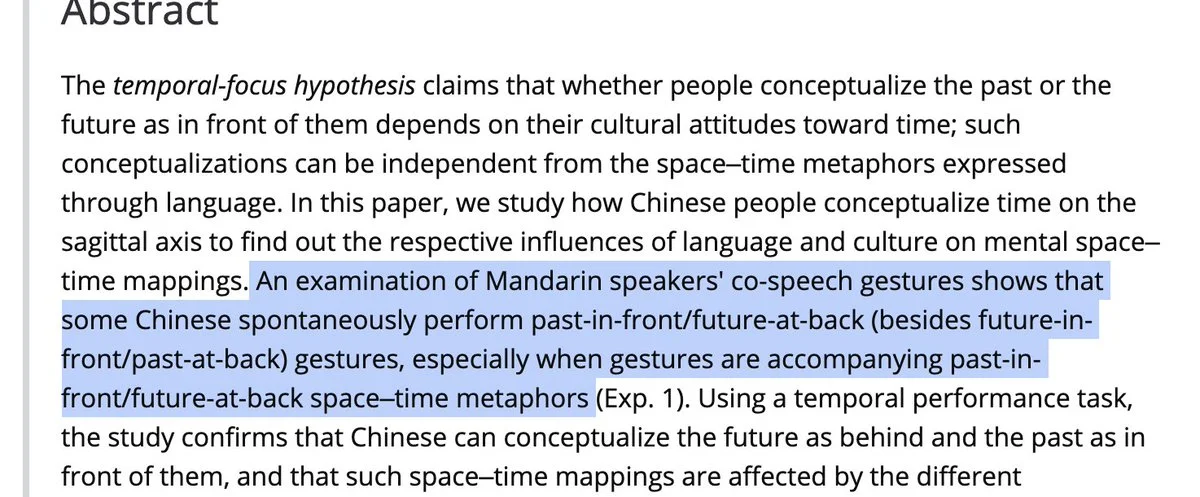 Abstract
The temporal-focus hypothesis claims that whether people conceptualize the past or the
future as in front of them depends on their cultural attitudes toward time; such
conceptualizations can be independent from the space–time metaphors expressed
through language. In this paper, we study how Chinese people conceptualize time on the
sagittal axis to find out the respective influences of language and culture on mental space–
time mappings. An examination of Mandarin speakers' co-speech gestures shows that
some Chinese spontaneously perform past-in-front/future-at-back (besides future-in-
front/past-at-back) gestures, especially when gestures are accompanying past-in-
front/future-at-back space–time metaphors (Exp. 1). Using a temporal performance task,
the study confirms that Chinese can conceptualize the future as behind and the past as in
front of them, and that such space–time mappings are affected by the different